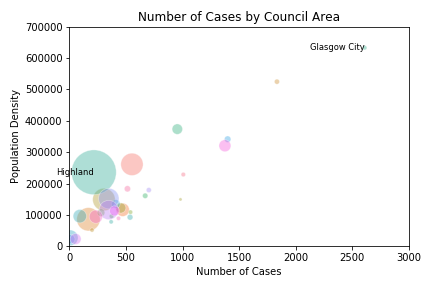 Number of Cases by Council Area
700000
600000
500000
400000
300000
200000
100000
0
Population Density
Glasgow City
Highland
0 500 1000 1500 2000 2500 3000
Number of Cases